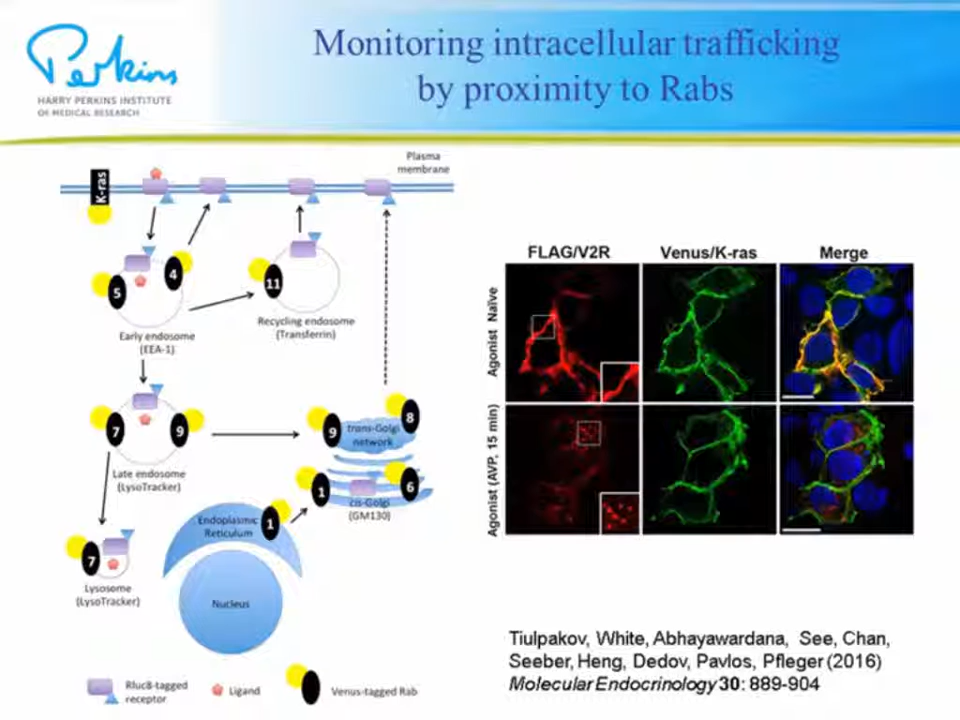 Perkins
HARRY PERKINS INSTITUTE
OF MEDICAL RESEARCH
Monitoring intracellular trafficking
by proximity to Rabs
Plasma
membrane
K-ras
5
4
11
Early endosome
(EEA-1)
Recycling endosome
(Transferrin)
7
9
9
8
trans-Golgi
network
Late endosome
(LysoTracker)
1
6
cis-Golgi
(GM130)
Endoplasmic
Reticulum
1
7
Lysosome
(LysoTracker)
Nucleus
Rluc8-tagged
receptor
Ligand
Venus-tagged Rab
FLAG/V2R
Venus/K-ras
Merge
Agonist Naïve
Agonist (AVP, 15 min)
Tiulpakov, White, Abhayawardana, See, Chan,
Seeber, Heng, Dedov, Pavlos, Pfleger (2016)
Molecular Endocrinology 30: 889-904